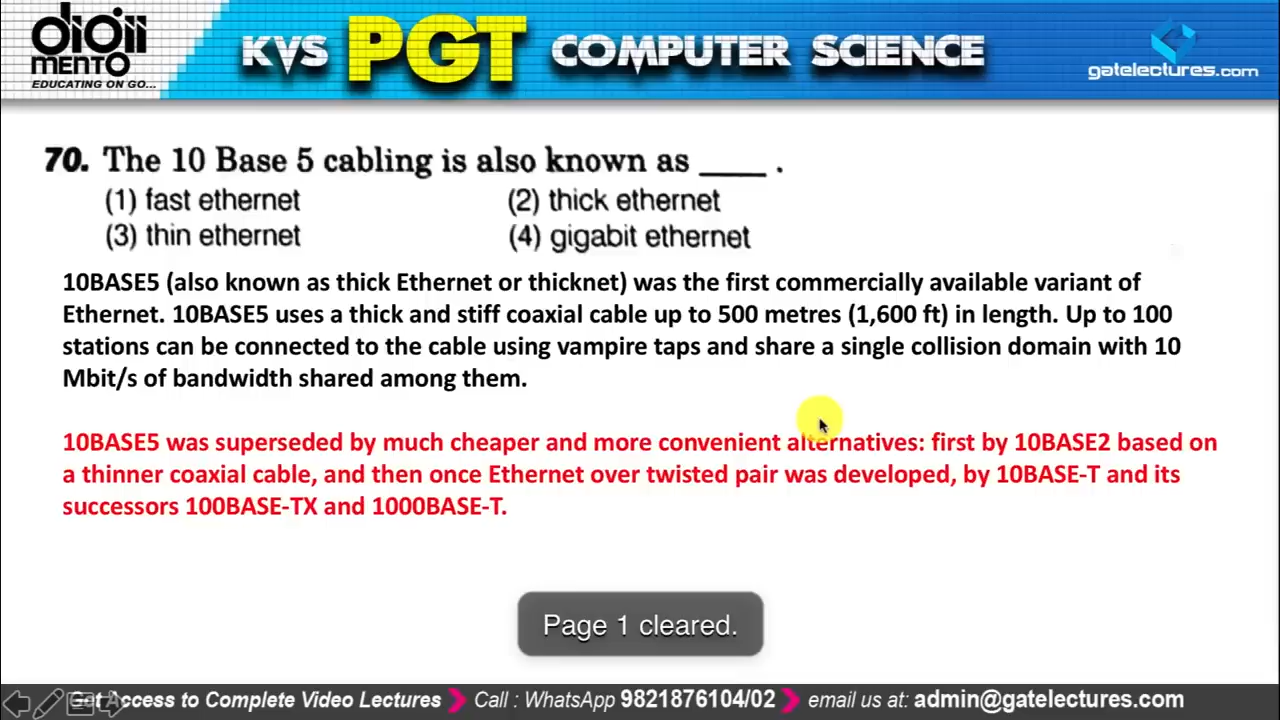 digii
MENTO
EDUCATING ON GO...
KVS PGT COMPUTER SCIENCE
gatelectures.com
70. The 10 Base 5 cabling is also known as ____ .
(1) fast ethernet (2) thick ethernet
(3) thin ethernet (4) gigabit ethernet
10BASE5 (also known as thick Ethernet or thicknet) was the first commercially available variant of
Ethernet. 10BASE5 uses a thick and stiff coaxial cable up to 500 metres (1,600 ft) in length. Up to 100
stations can be connected to the cable using vampire taps and share a single collision domain with 10
Mbit/s of bandwidth shared among them.
10BASE5 was superseded by much cheaper and more convenient alternatives: first by 10BASE2 based on
a thinner coaxial cable, and then once Ethernet over twisted pair was developed, by 10BASE-T and its
successors 100BASE-TX and 1000BASE-T.
Page 1 cleared.
Get Access to Complete Video Lectures Call : WhatsApp 9821876104/02 email us at: admin@gatelectures.com